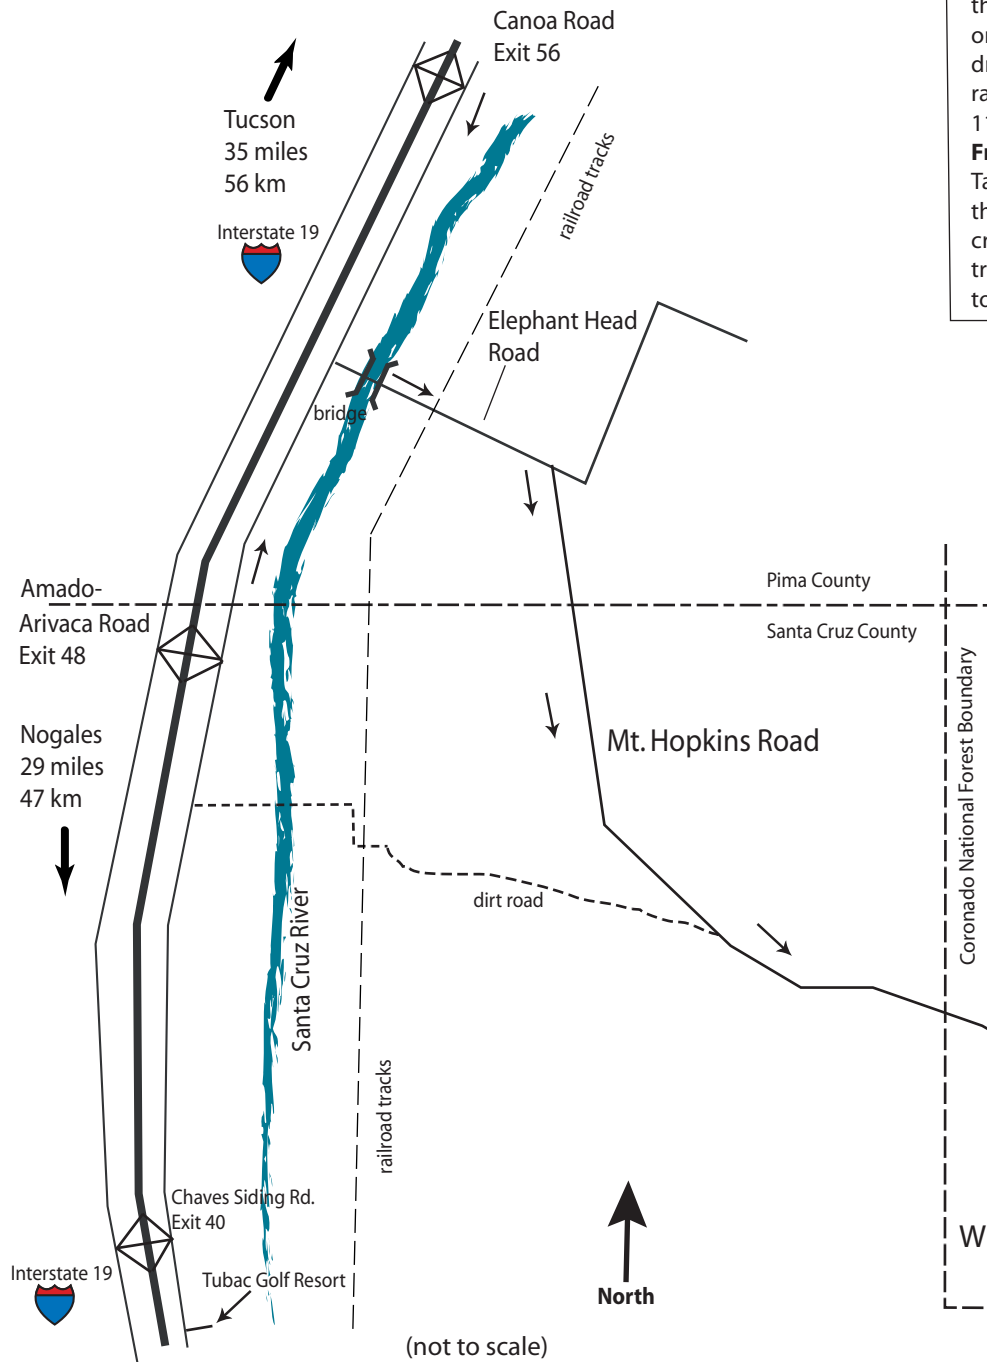 Canoa Road
Exit 56
Tucson
35 miles
56 km
Interstate 19
railroad tracks
Elephant Head
Road
bridge
Amado-
Arivaca Road
Exit 48
Pima County
Santa Cruz County
Nogales
29 miles
47 km
Mt. Hopkins Road
Coronado National Forest Boundary
dirt road
Santa Cruz River
railroad tracks
Chaves Siding Rd.
Exit 40
Interstate 19
Tubac Golf Resort
North
(not to scale)